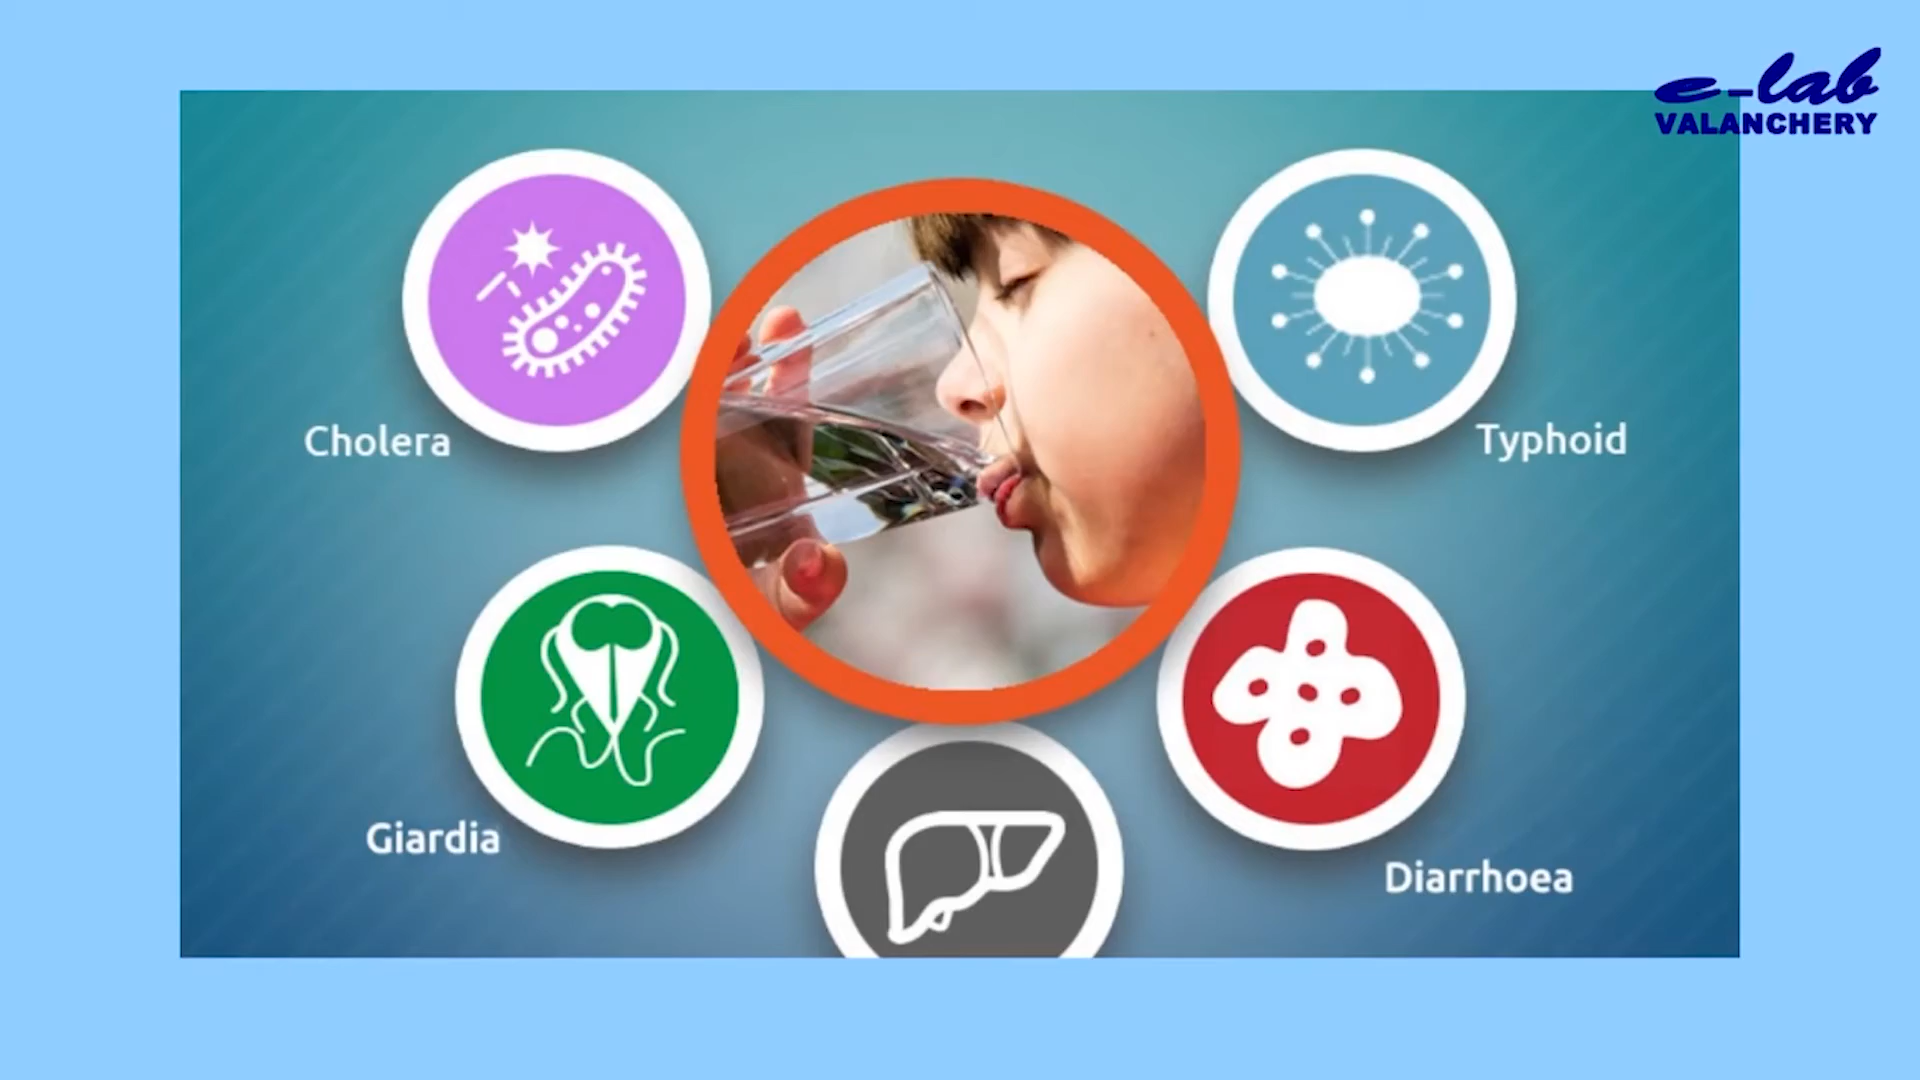 e-lab
VALANCHERY
Cholera
Typhoid
Giardia
Diarrhoea